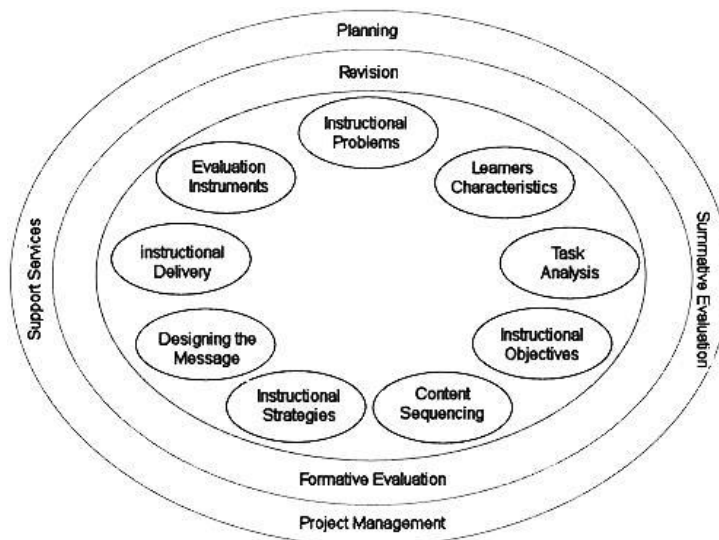 Planning
Revision
Instructional
Problems
Learners
Characteristics
Task
Analysis
Instructional
Objectives
Content
Sequencing
Instructional
Strategies
Designing the
Message
instructional
Delivery
Evaluation
Instruments
Support Services
Summative Evaluation
Formative Evaluation
Project Management